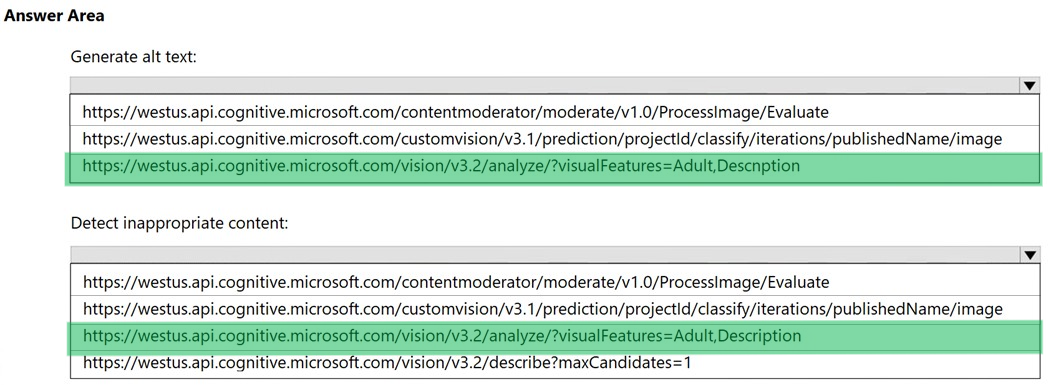 Answer Area
Generate alt text:
https://westus.api.cognitive.microsoft.com/contentmoderator/moderate/v1.0/ProcessImage/Evaluate
https://westus.api.cognitive.microsoft.com/customvision/v3.1/prediction/projectId/classify/iterations/publishedName/image
https://westus.api.cognitive.microsoft.com/vision/v3.2/analyze/?visualFeatures=Adult,Descnption
Detect inappropriate content:
https://westus.api.cognitive.microsoft.com/contentmoderator/moderate/v1.0/ProcessImage/Evaluate
https://westus.api.cognitive.microsoft.com/customvision/v3.1/prediction/projectId/classify/iterations/publishedName/image
https://westus.api.cognitive.microsoft.com/vision/v3.2/analyze/?visualFeatures=Adult,Description
https://westus.api.cognitive.microsoft.com/vision/v3.2/describe?maxCandidates=1